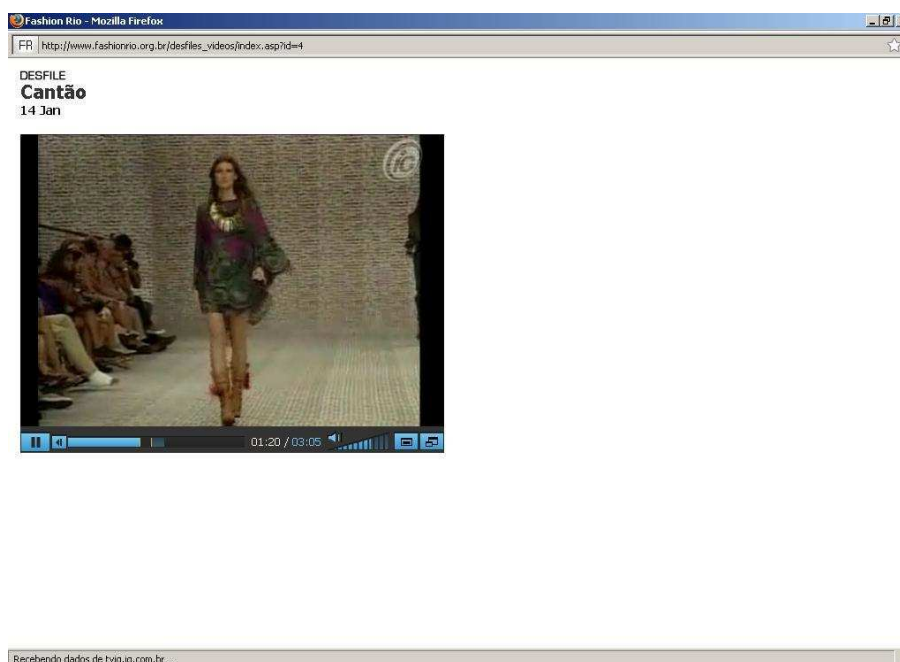 Fashion Rio - Mozilla Firefox
FR http://www.fashionrio.org.br/desfiles_videos/index.asp?id=4
DESFILE
Cantão
14 Jan
01:20 / 03:05
Recebendo dados de tvig.ig.com.br ...